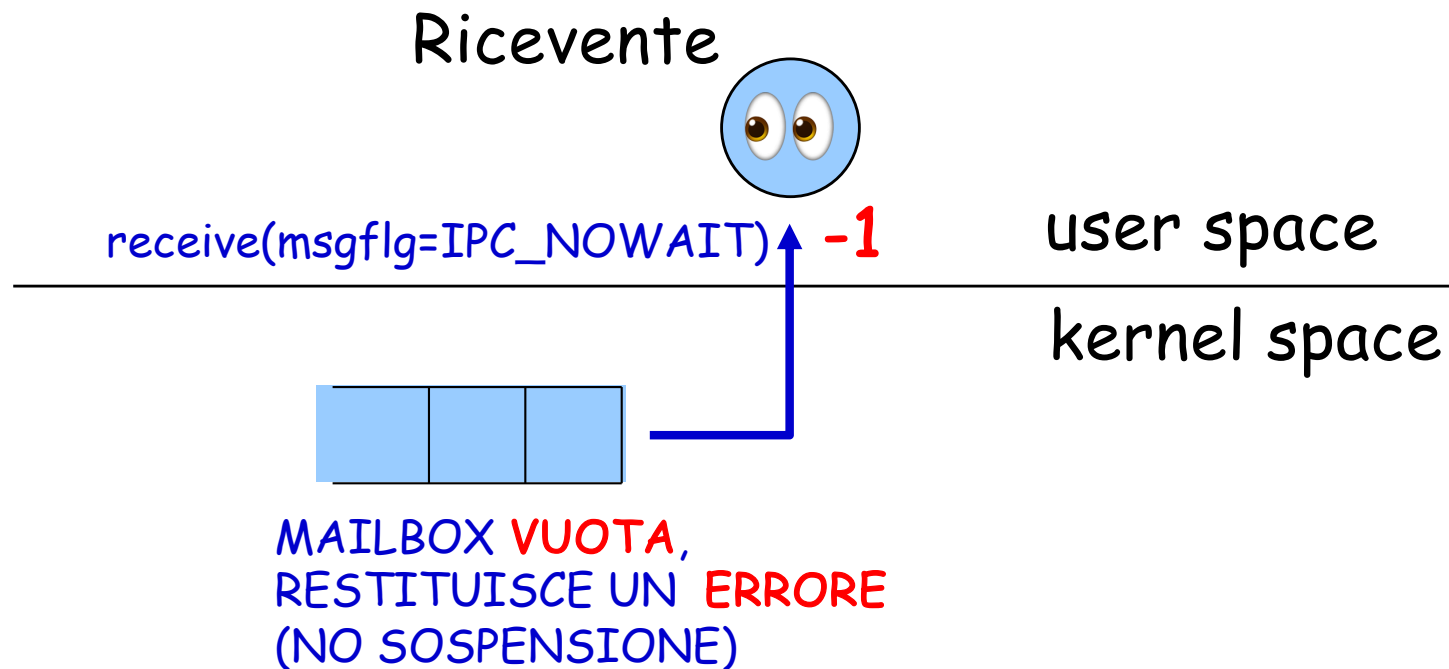 Ricevente
receive(msgflg=IPC_NOWAIT) -1
user space
kernel space
MAILBOX VUOTA,
RESTITUISCE UN ERRORE
(NO SOSPENSIONE)